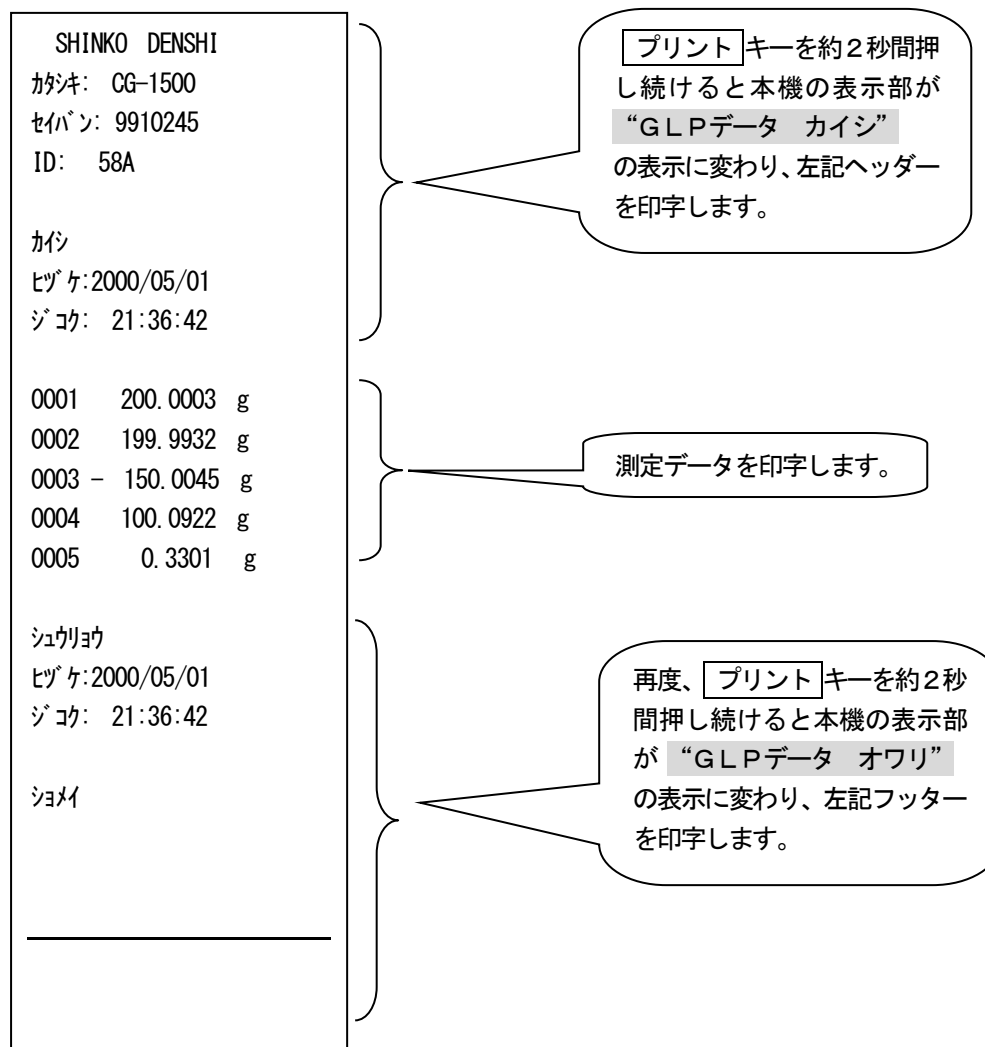 SHINKO DENSHI
ｶﾀｼｷ: CG-1500
ｾｲﾊﾞﾝ: 9910245
ID: 58A
ｶｲｼ
ﾋﾂﾞｹ:2000/05/01
ｼﾞｺｸ: 21:36:42
0001 200.0003 g
0002 199.9932 g
0003 - 150.0045 g
0004 100.0922 g
0005 0.3301 g
ｼｭｳﾘｮｳ
ﾋﾂﾞｹ:2000/05/01
ｼﾞｺｸ: 21:36:42
ｼｮﾒｲ
プリント キーを約２秒間押
し続けると本機の表示部が
“ＧＬＰデータ　カイシ”
の表示に変わり、左記ヘッダー
を印字します。
測定データを印字します。
再度、 プリント キーを約２秒
間押し続けると本機の表示部
が “ＧＬＰデータ　オワリ”
の表示に変わり、左記フッター
を印字します。